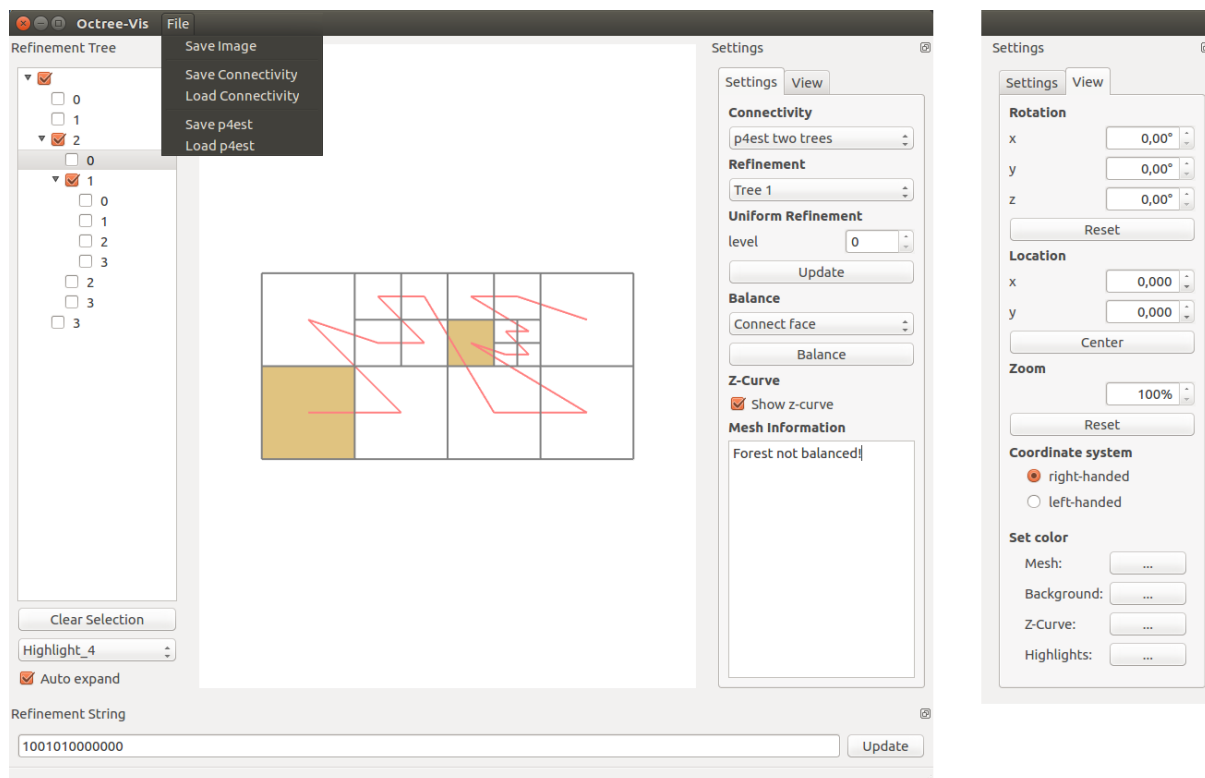 Octree-Vis File
Refinement Tree
Save Image
Save Connectivity
Load Connectivity
Save p4est
Load p4est
0
1
2
0
1
0
1
2
3
2
3
3
Clear Selection
Highlight_4
Auto expand
Settings
Settings View
Connectivity
p4est two trees
Refinement
Tree 1
Uniform Refinement
level 0
Update
Balance
Connect face
Balance
Z-Curve
Show z-curve
Mesh Information
Forest not balanced!
Refinement String
1001010000000 Update
Settings
Settings View
Rotation
x 0,00°
y 0,00°
z 0,00°
Reset
Location
x 0,000
y 0,000
Center
Zoom
100%
Reset
Coordinate system
right-handed
left-handed
Set color
Mesh: ...
Background: ...
Z-Curve: ...
Highlights: ...